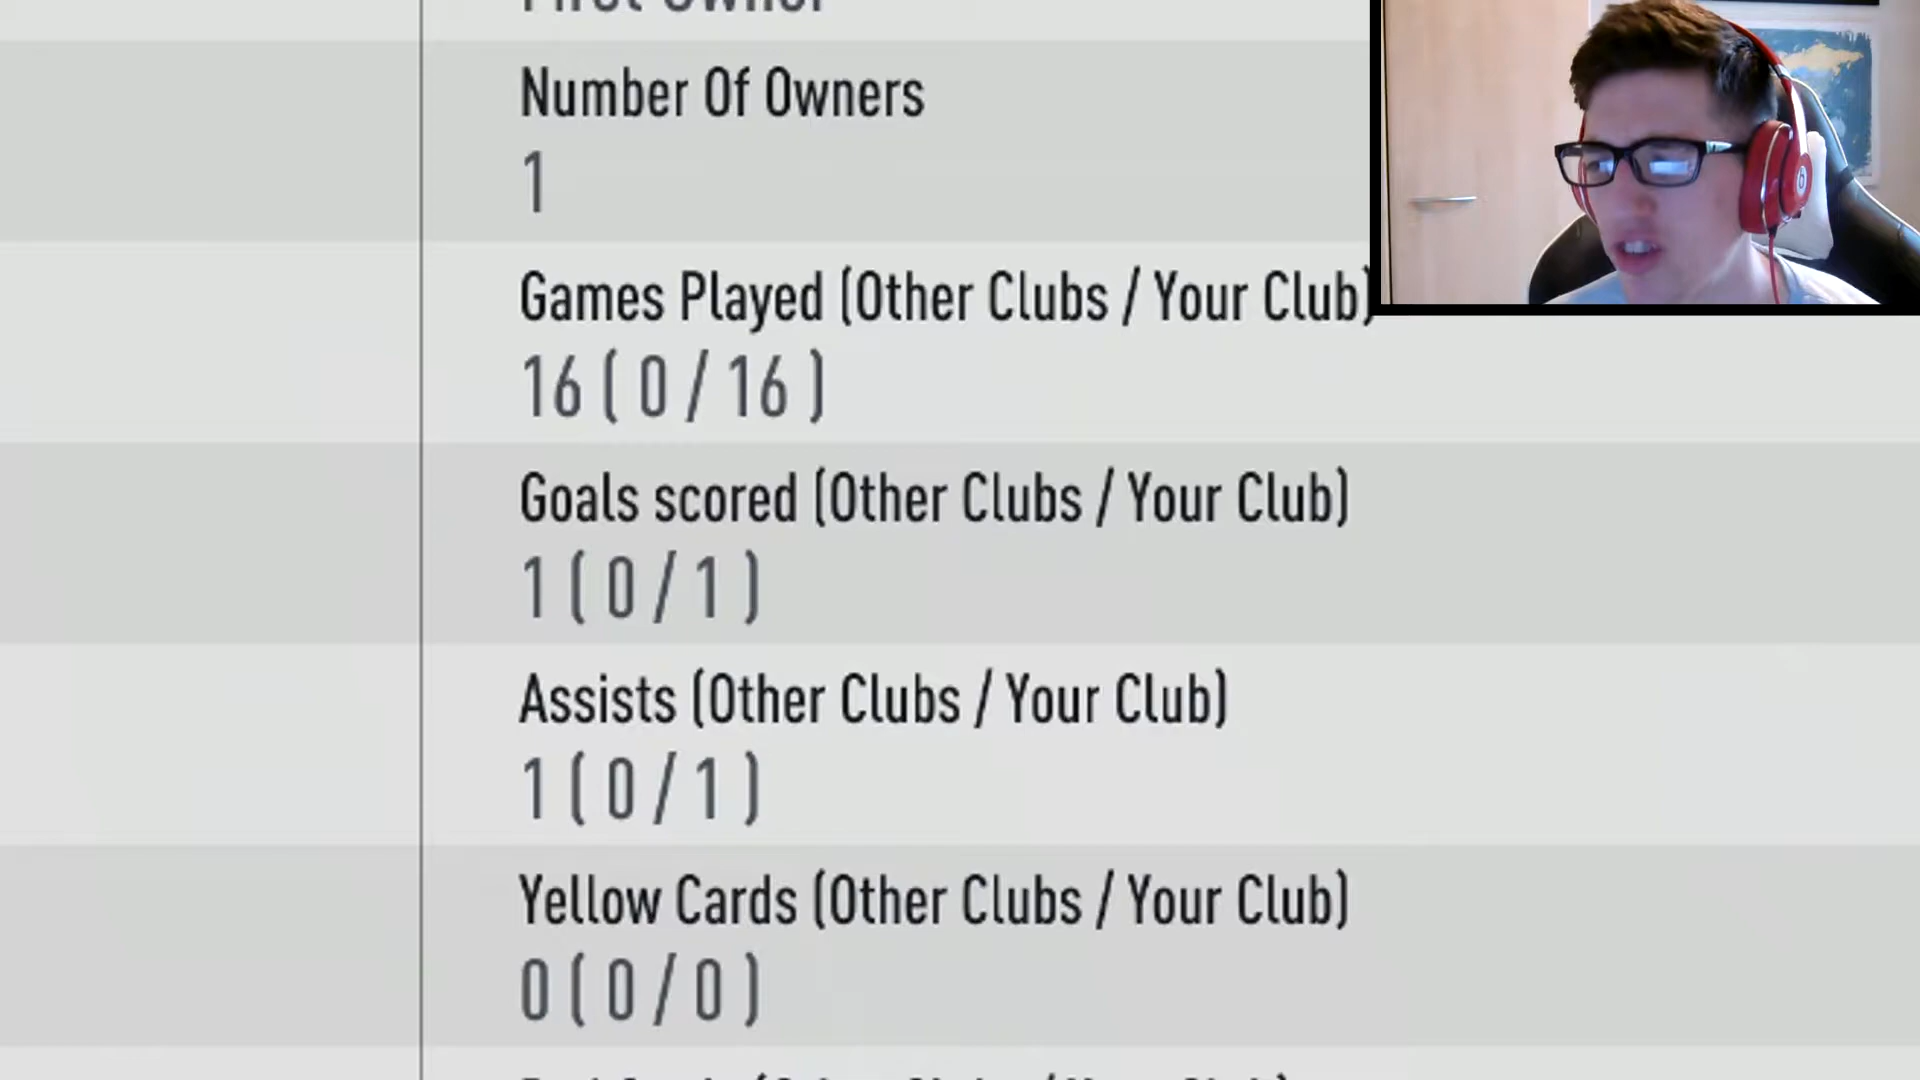 First Owner
Number Of Owners
1
Games Played (Other Clubs / Your Club)
16 ( 0 / 16 )
Goals scored (Other Clubs / Your Club)
1 ( 0 / 1 )
Assists (Other Clubs / Your Club)
1 ( 0 / 1 )
Yellow Cards (Other Clubs / Your Club)
0 ( 0 / 0 )